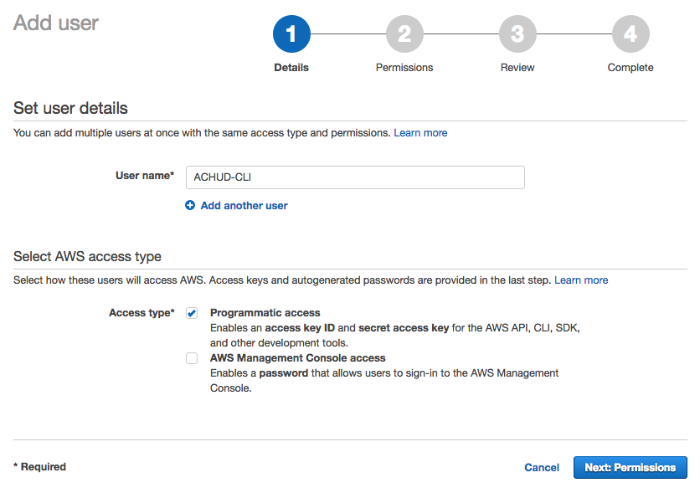 Add user
1
2
3
4
Details
Permissions
Review
Complete
Set user details
You can add multiple users at once with the same access type and permissions. Learn more
User name*
ACHUD-CLI
Add another user
Select AWS access type
Select how these users will access AWS. Access keys and autogenerated passwords are provided in the last step. Learn more
Access type*
Programmatic access
Enables an access key ID and secret access key for the AWS API, CLI, SDK,
and other development tools.
AWS Management Console access
Enables a password that allows users to sign-in to the AWS Management
Console.
* Required
Cancel
Next: Permissions